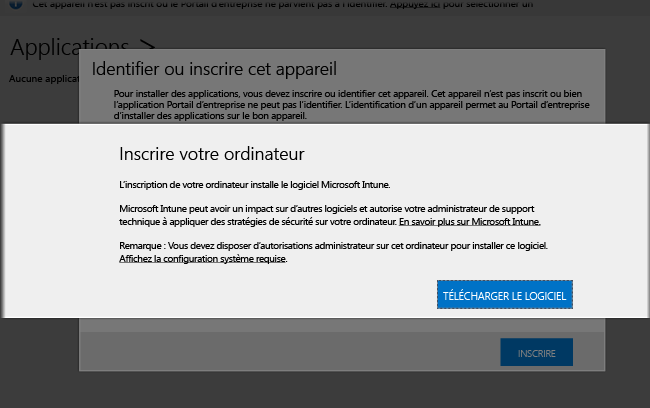 Cet appareil n'est pas inscrit ou le Portail d'entreprise ne parvient pas à l'identifier. Appuyez ici pour sélectionner un
Applications >
Aucune applicat
Identifier ou inscrire cet appareil
Pour installer des applications, vous devez inscrire ou identifier cet appareil. Cet appareil n'est pas inscrit ou bien
l'application Portail d'entreprise ne peut pas l'identifier. L'identification d'un appareil permet au Portail d'entreprise
d'installer des applications sur le bon appareil.
Inscrire votre ordinateur
L'inscription de votre ordinateur installe le logiciel Microsoft Intune.
Microsoft Intune peut avoir un impact sur d'autres logiciels et autorise votre administrateur de support
technique à appliquer des stratégies de sécurité sur votre ordinateur. En savoir plus sur Microsoft Intune.
Remarque : Vous devez disposer d'autorisations administrateur sur cet ordinateur pour installer ce logiciel.
Affichez la configuration système requise.
TÉLÉCHARGER LE LOGICIEL
INSCRIRE